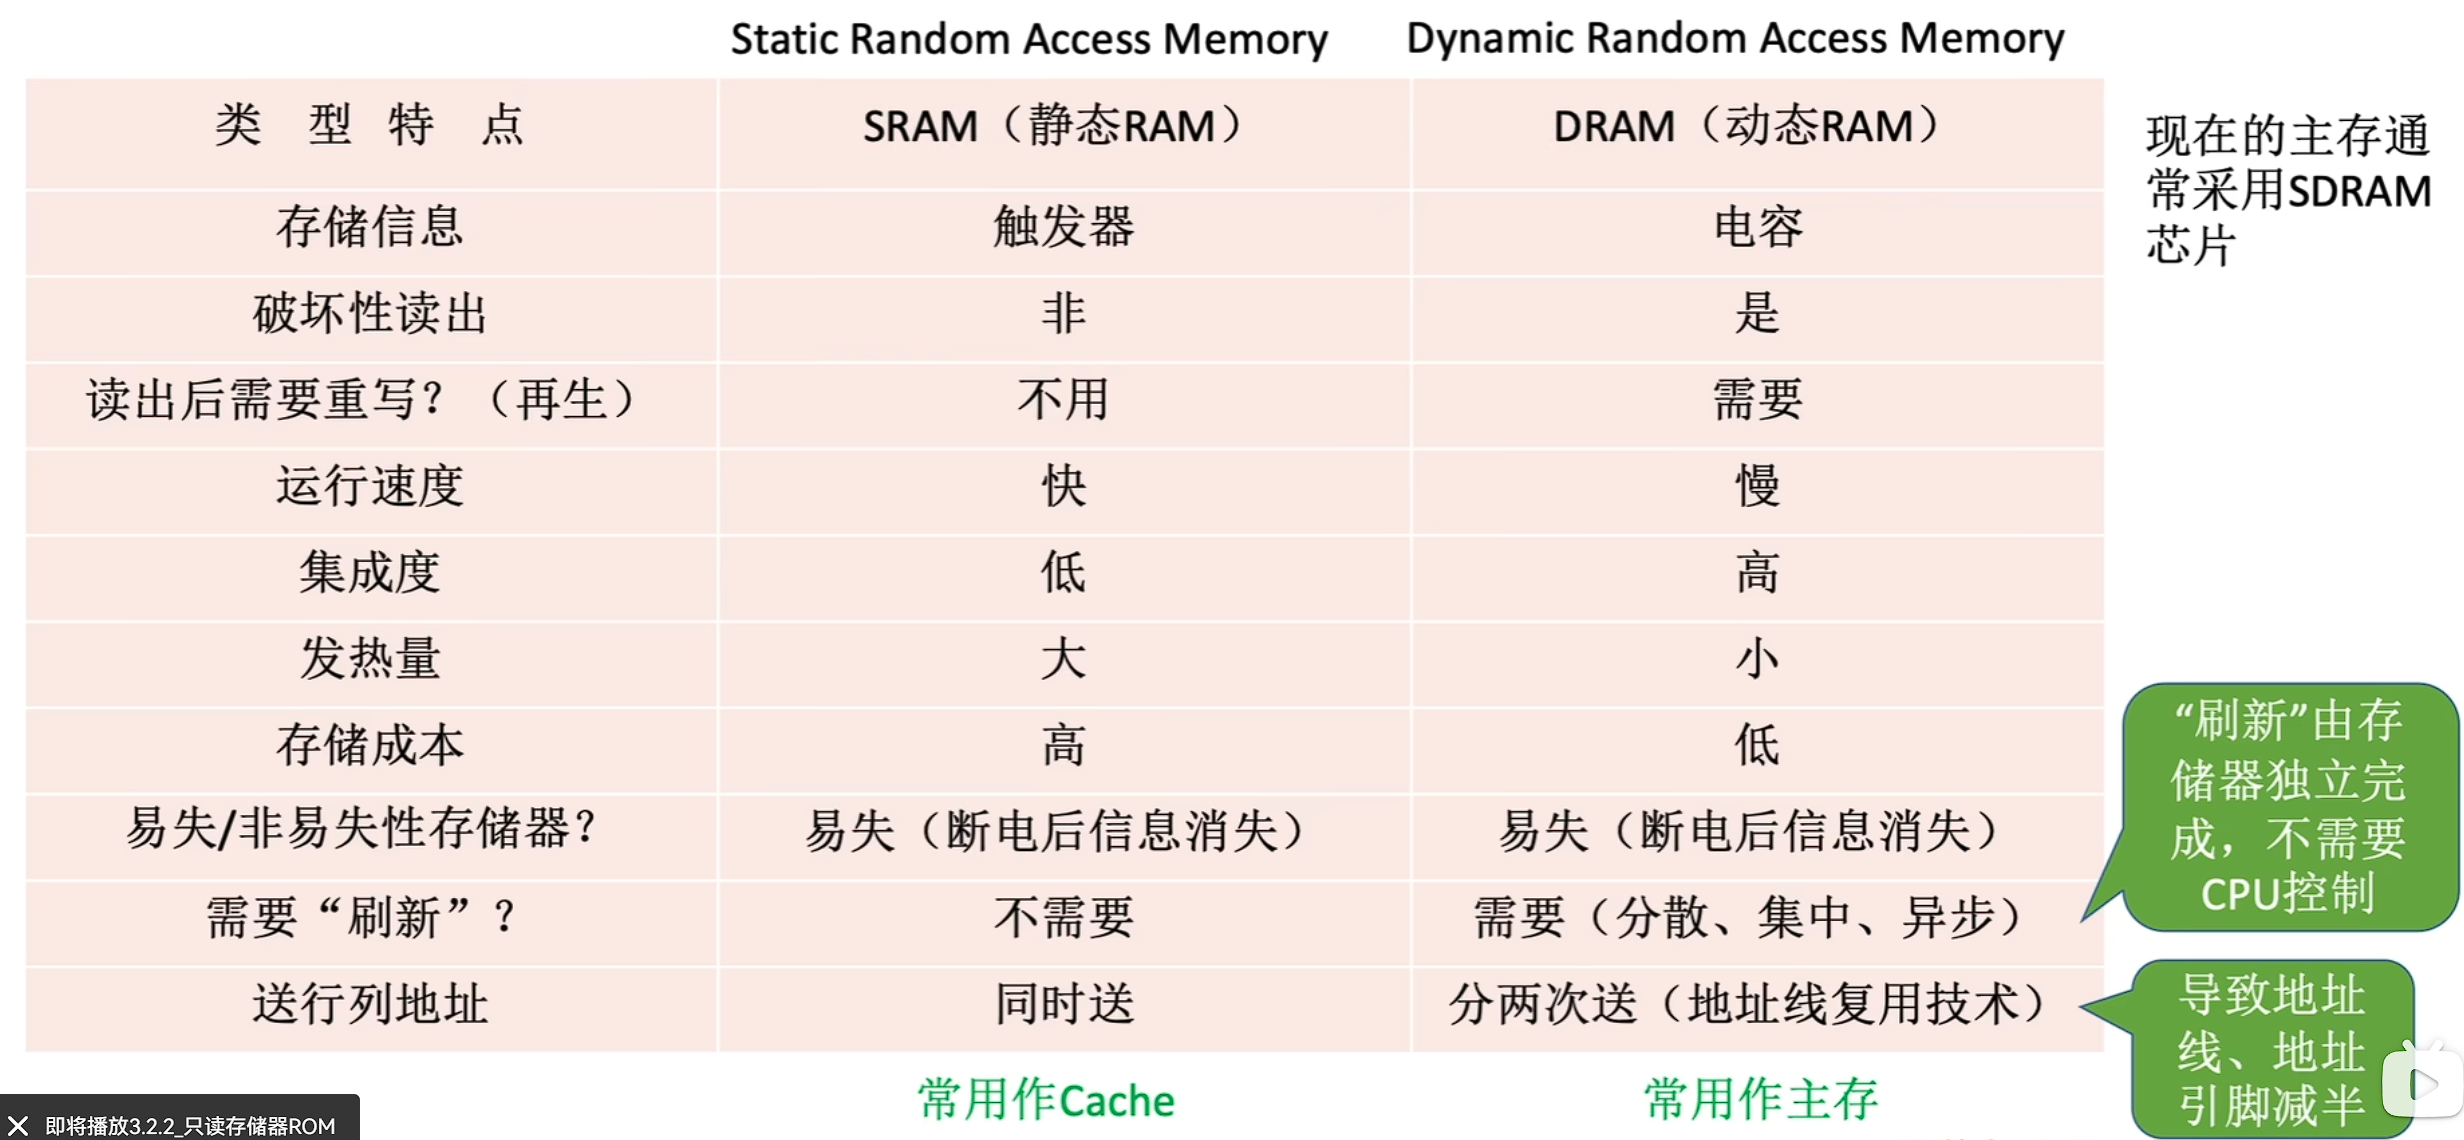 Static Random Access Memory
Dynamic Random Access Memory
类 型 特 点
SRAM（静态RAM）
DRAM（动态RAM）
存储信息
触发器
电容
破坏性读出
非
是
读出后需要重写？（再生）
不用
需要
运行速度
快
慢
集成度
低
高
发热量
大
小
存储成本
高
低
易失/非易失性存储器？
易失（断电后信息消失）
易失（断电后信息消失）
需要“刷新”？
不需要
需要（分散、集中、异步）
送行列地址
同时送
分两次送（地址线复用技术）
常用作Cache
常用作主存
现在的主存通
常采用SDRAM
芯片
“刷新”由存
储器独立完
成，不需要
CPU控制
导致地址
线、地址
引脚减半
即将播放3.2.2_只读存储器ROM